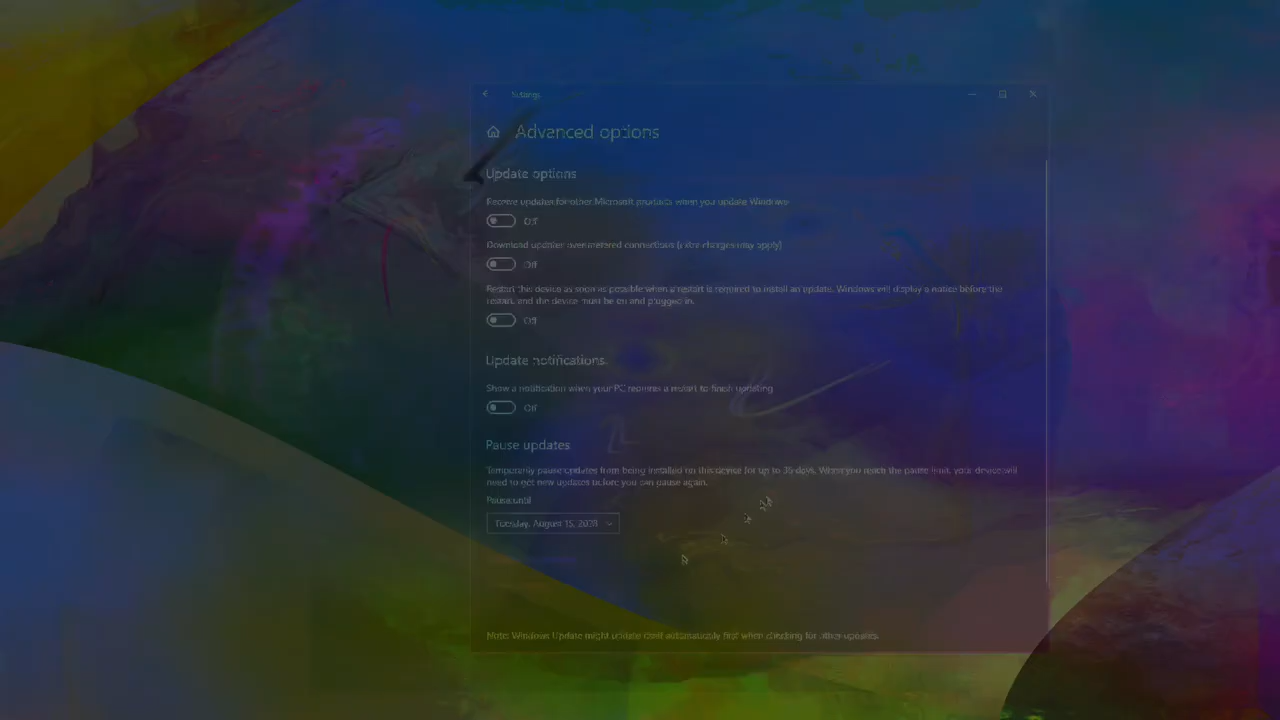 Settings
Advanced options
Update options
Receive updates for other Microsoft products when you update Windows
Off
Download updates over metered connections (extra charges may apply)
Off
Restart this device as soon as possible when a restart is required to install an update. Windows will display a notice before the
restart, and the device must be on and plugged in.
Off
Update notifications
Show a notification when your PC requires a restart to finish updating
Off
Pause updates
Temporarily pause updates from being installed on this device for up to 35 days. When you reach the pause limit, your device will
need to get new updates before you can pause again.
Pause until
Tuesday, August 15,
Note: Windows Update might update itself automatically first when checking for other updates.